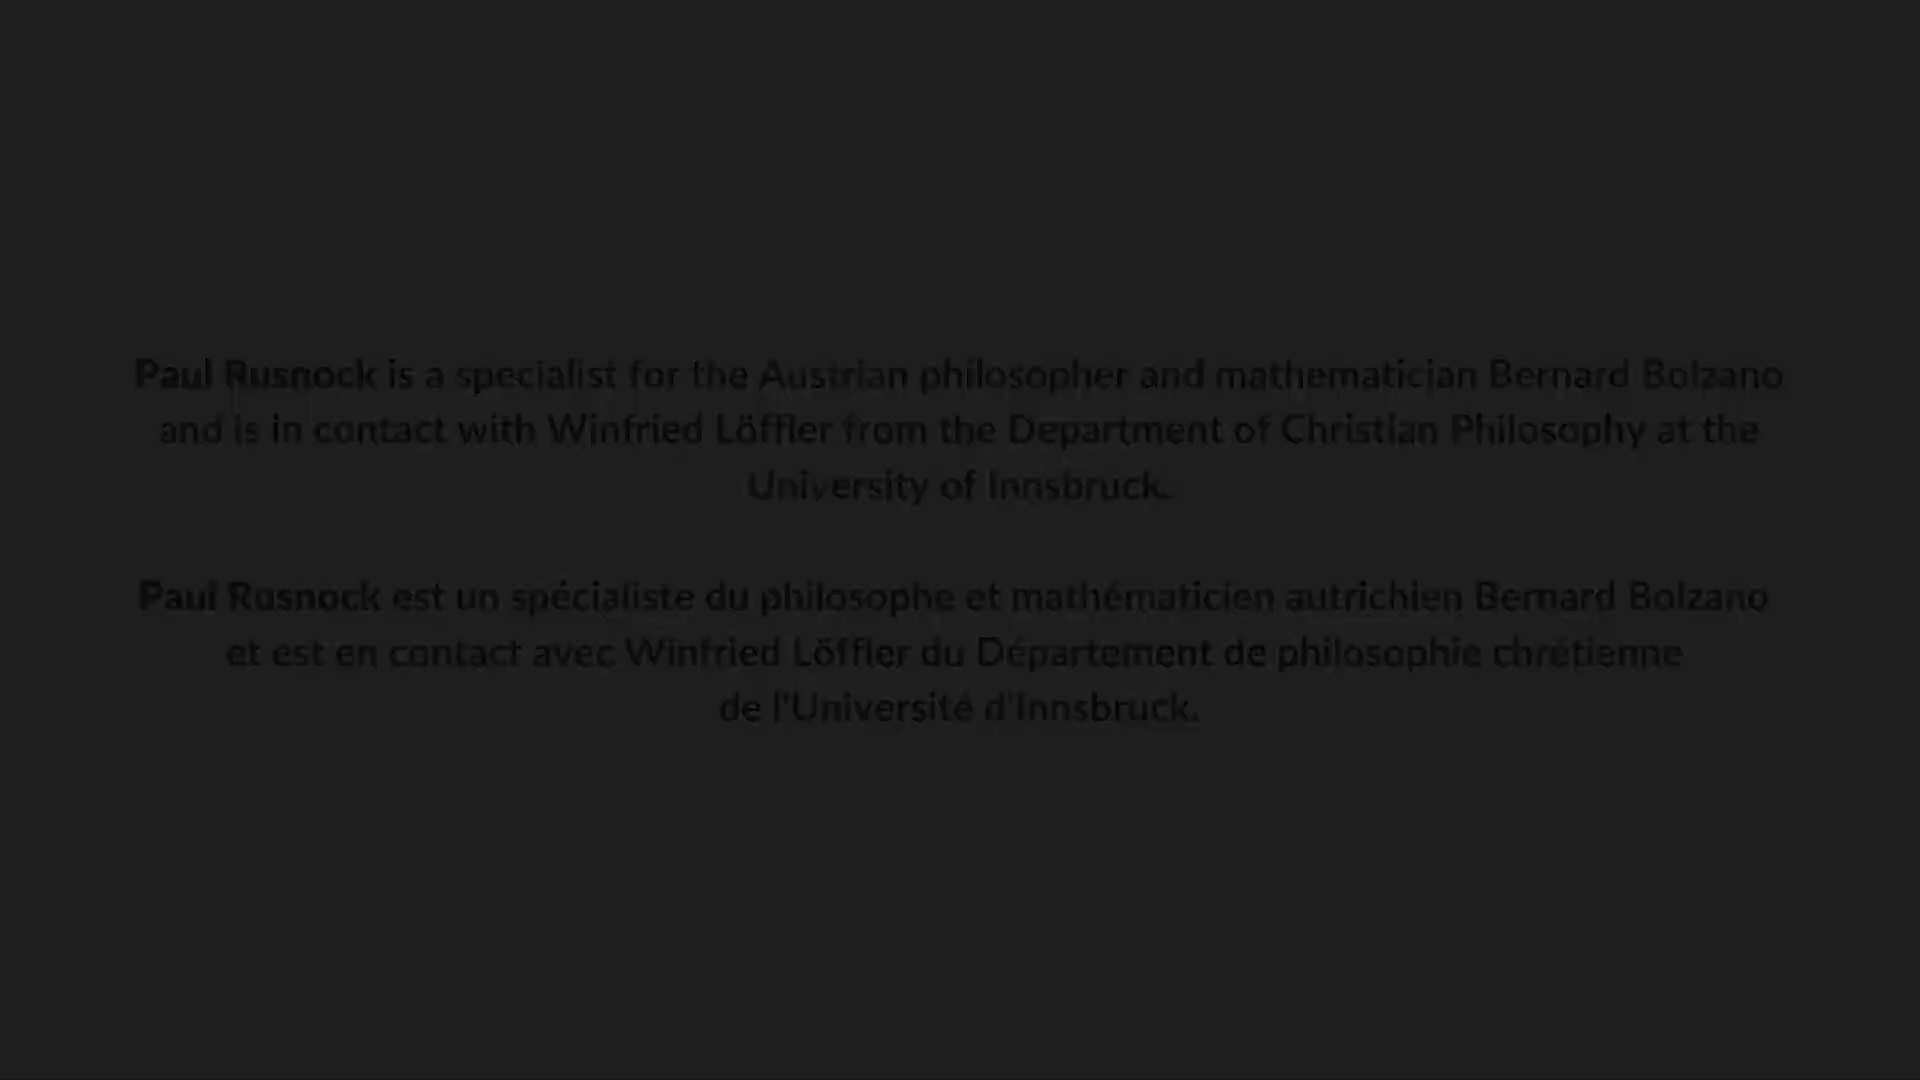 Paul Rusnock is a specialist for the Austrian philosopher and mathematician Bernard Bolzano
and is in contact with Winfried Löffler from the Department of Christian Philosophy at the
University of Innsbruck.
Paul Rusnock est un spécialiste du philosophe et mathématicien autrichien Bernard Bolzano
et est en contact avec Winfried Löffler du Département de philosophie chrétienne
de l'Université d'Innsbruck.